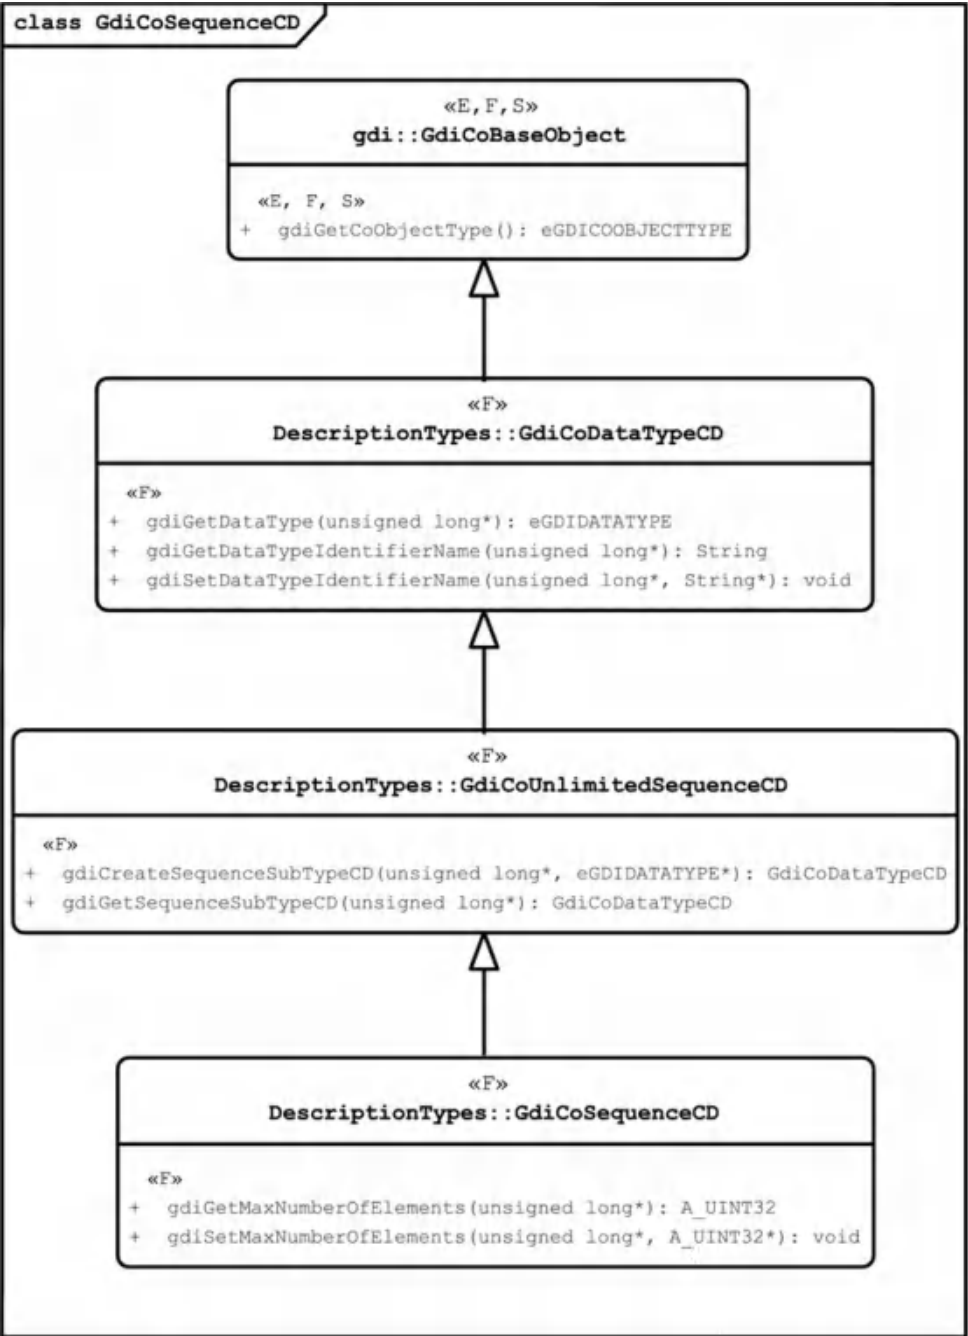 class GdiCoSequenceCD
«E,F,S»
gdi::GdiCoBaseObject
«E, F, S»
+ gdiGetCoObjectType(): eGDICOOBJECTTYPE
«F»
DescriptionTypes::GdiCoDataTypeCD
«F»
+ gdiGetDataType(unsigned long*): eGDIDATATYPE
+ gdiGetDataTypeIdentifierName(unsigned long*): String
+ gdiSetDataTypeIdentifierName(unsigned long*, String*): void
«F»
DescriptionTypes::GdiCoUnlimitedSequenceCD
«F»
+ gdiCreateSequenceSubTypeCD(unsigned long*, eGDIDATATYPE*): GdiCoDataTypeCD
+ gdiGetSequenceSubTypeCD(unsigned long*): GdiCoDataTypeCD
«F»
DescriptionTypes::GdiCoSequenceCD
«F»
+ gdiGetMaxNumberOfElements(unsigned long*): A_UINT32
+ gdiSetMaxNumberOfElements(unsigned long*, A_UINT32*): void